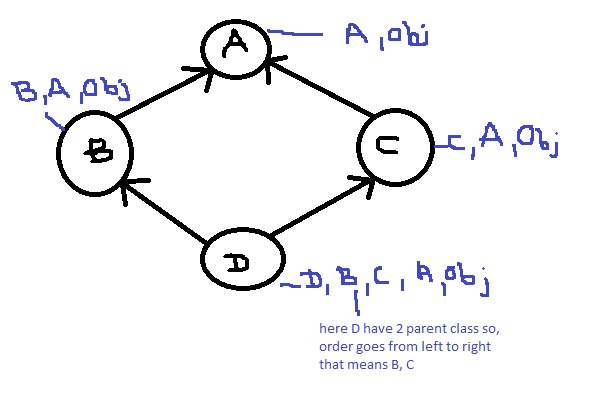 A
A, Obj
B, A, Obj
B
C
C, A, Obj
D
D, B, C, A, Obj
here D have 2 parent class so,
order goes from left to right
that means B, C